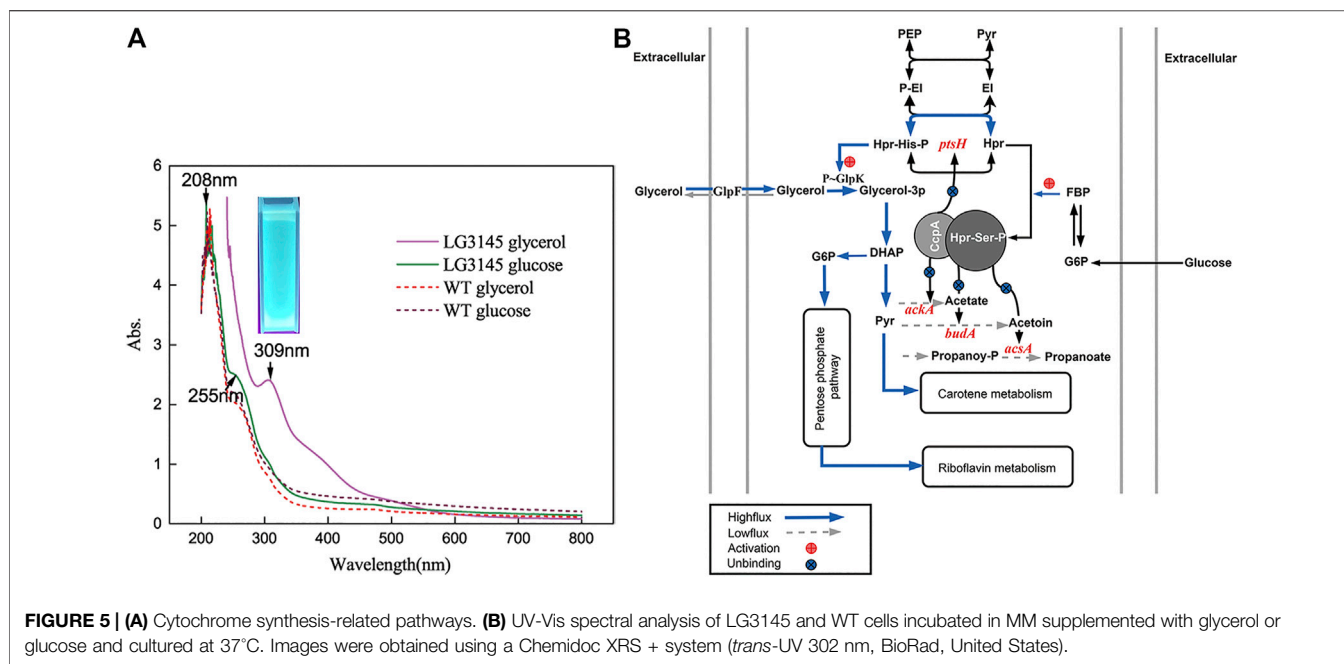 A
B
6
5
4
3
2
1
0
Abs.
208nm
309nm
255nm
LG3145 glycerol
LG3145 glucose
WT glycerol
WT glucose
200 300 400 500 600 700 800
Wavelength(nm)
PEP Pyr
Extracellular Extracellular
P-EI EI
Hpr-His-P ptsH Hpr
P~GlpK
Glycerol GlpF Glycerol Glycerol-3p FBP
CcpA Hpr-Ser-P
G6P DHAP G6P Glucose
ackA Acetate
Pyr budA Acetoin
acsA
Propanoy-P Propanoate
Pentose phosphate
pathway
Carotene metabolism
Riboflavin metabolism
Highflux
Lowflux
Activation
Unbinding
FIGURE 5 | (A) Cytochrome synthesis-related pathways. (B) UV-Vis spectral analysis of LG3145 and WT cells incubated in MM supplemented with glycerol or
glucose and cultured at 37°C. Images were obtained using a Chemidoc XRS + system (trans-UV 302 nm, BioRad, United States).